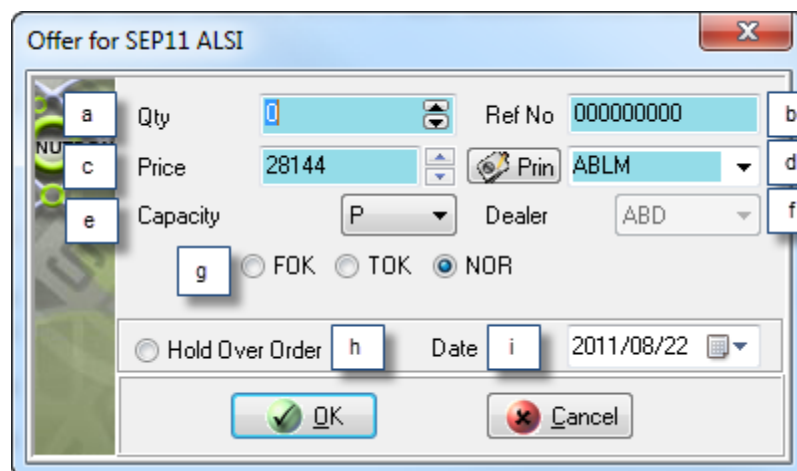 Offer for SEP11 ALSI
a Qty 0 Ref No 000000000 b
c Price 28144 Prin ABLM d
e Capacity P Dealer ABD f
g FOK TOK NOR
Hold Over Order h Date i 2011/08/22
OK Cancel